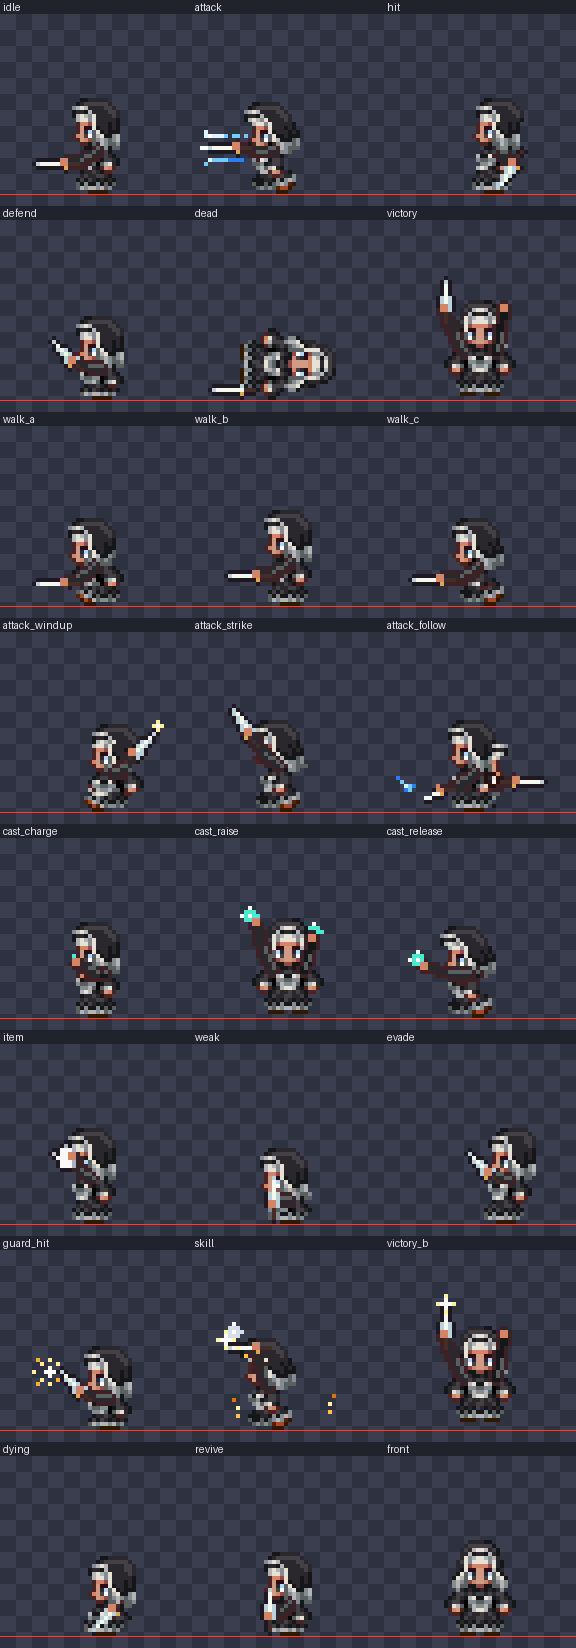 idle
attack
hit
defend
dead
victory
walk_a
walk_b
walk_c
attack_windup
attack_strike
attack_follow
cast_charge
cast_raise
cast_release
item
weak
evade
guard_hit
skill
victory_b
dying
revive
front